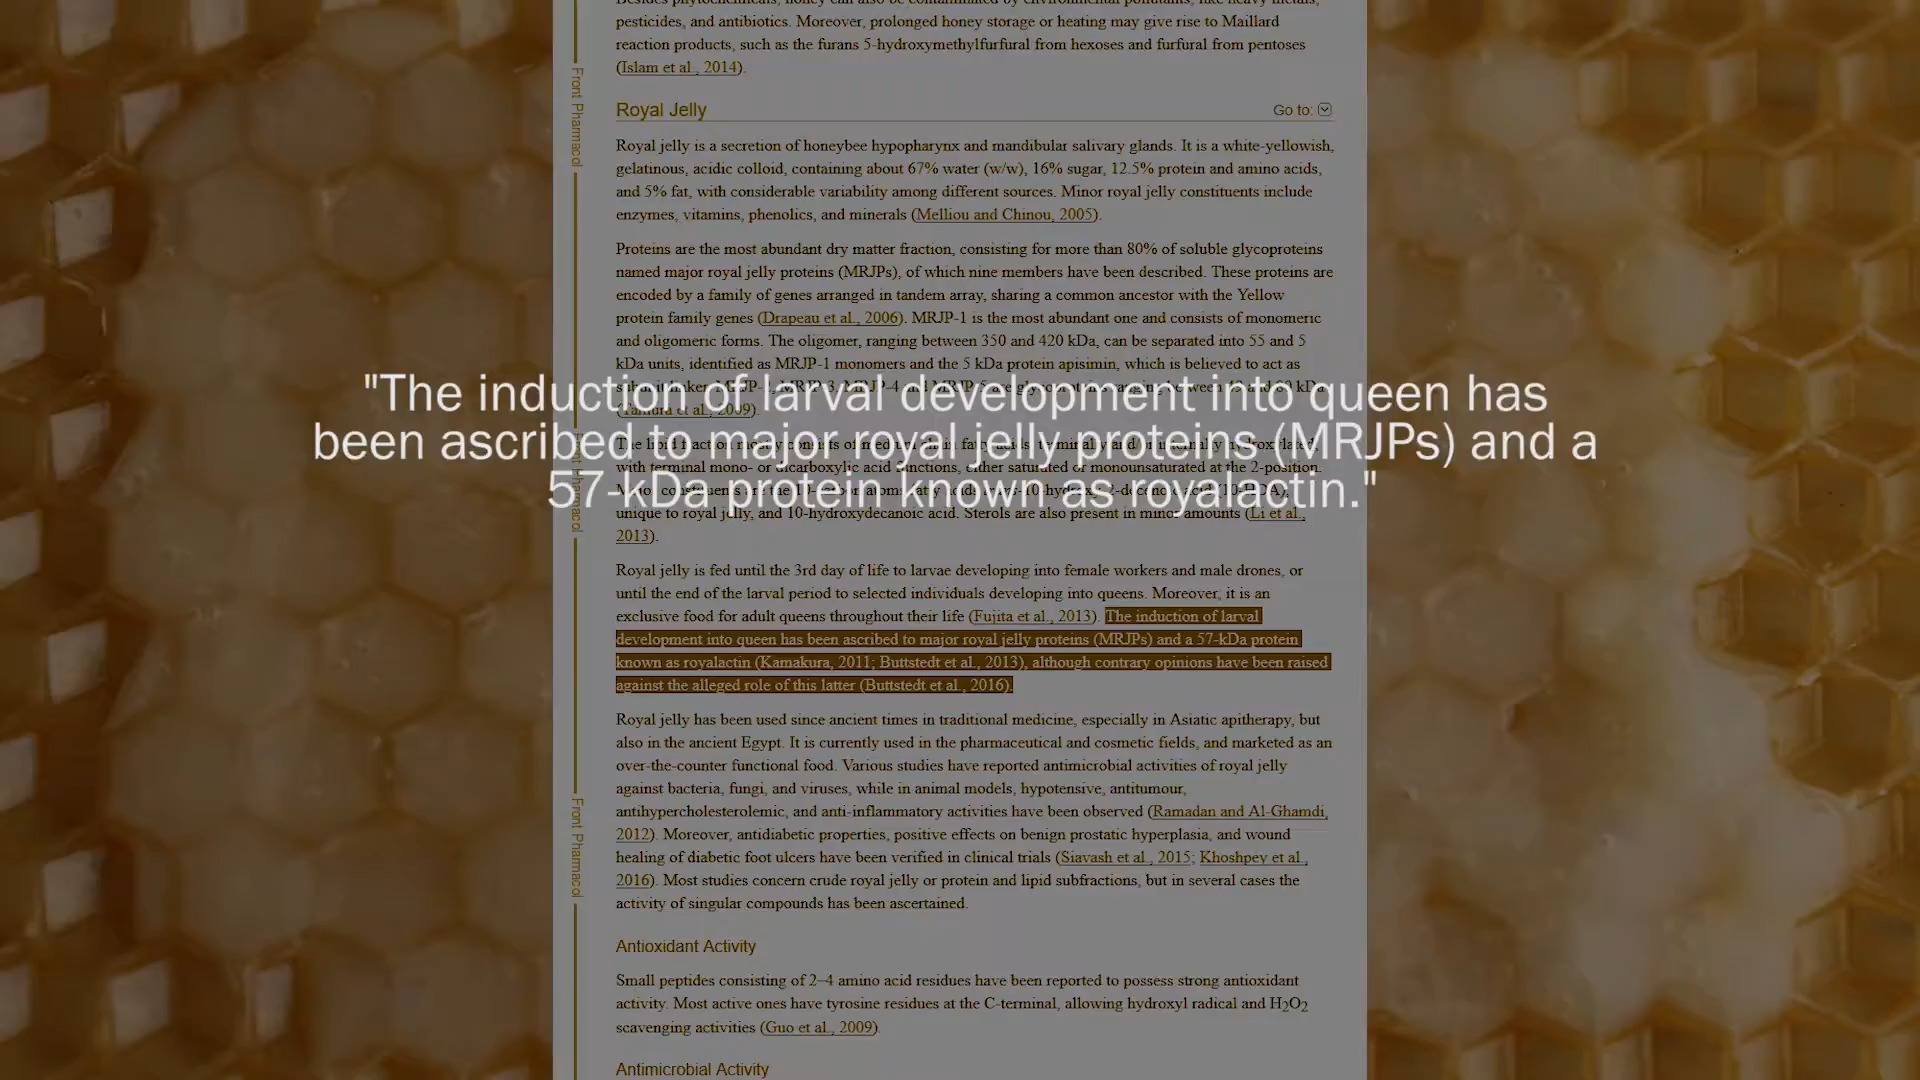 pesticides, and antibiotics. Moreover, prolonged honey storage or heating may give rise to Maillard
reaction products, such as the furans 5-hydroxymethylfurfural from hexoses and furfural from pentoses
(Islam et al., 2014).
Front Pharmacol
Royal Jelly
Go to:
Royal jelly is a secretion of honeybee hypopharynx and mandibular salivary glands. It is a white-yellowish,
gelatinous, acidic colloid, containing about 67% water (w/w), 16% sugar, 12.5% protein and amino acids,
and 5% fat, with considerable variability among different sources. Minor royal jelly constituents include
enzymes, vitamins, phenolics, and minerals (Melliou and Chinou, 2005).
Proteins are the most abundant dry matter fraction, consisting for more than 80% of soluble glycoproteins
named major royal jelly proteins (MRJPs), of which nine members have been described. These proteins are
encoded by a family of genes arranged in tandem array, sharing a common ancestor with the Yellow
protein family genes (Drapeau et al., 2006). MRJP-1 is the most abundant one and consists of monomeric
and oligomeric forms. The oligomer, ranging between 350 and 420 kDa, can be separated into 55 and 5
kDa units, identified as MRJP-1 monomers and the 5 kDa protein apisimin, which is believed to act as
"The induction of larval development into queen has
been ascribed to major royal jelly proteins (MRJPs) and a
57-kDa protein known as royalactin."
(Tamura et al., 2009).
with terminal mono- or dicarboxylic acid functions, either saturated or monounsaturated at the 2-position.
unique to royal jelly, and 10-hydroxydecanoic acid. Sterols are also present in minor amounts (Li et al.,
2013).
Front Pharmacol
Royal jelly is fed until the 3rd day of life to larvae developing into female workers and male drones, or
until the end of the larval period to selected individuals developing into queens. Moreover, it is an
exclusive food for adult queens throughout their life (Fujita et al., 2013). The induction of larval
development into queen has been ascribed to major royal jelly proteins (MRJPs) and a 57-kDa protein
known as royalactin (Kamakura, 2011; Buttstedt et al., 2013), although contrary opinions have been raised
against the alleged role of this latter (Buttstedt et al., 2016).
Royal jelly has been used since ancient times in traditional medicine, especially in Asiatic apitherapy, but
also in the ancient Egypt. It is currently used in the pharmaceutical and cosmetic fields, and marketed as an
over-the-counter functional food. Various studies have reported antimicrobial activities of royal jelly
against bacteria, fungi, and viruses, while in animal models, hypotensive, antitumour,
antihypercholesterolemic, and anti-inflammatory activities have been observed (Ramadan and Al-Ghamdi,
2012). Moreover, antidiabetic properties, positive effects on benign prostatic hyperplasia, and wound
healing of diabetic foot ulcers have been verified in clinical trials (Siavash et al., 2015; Khoshpey et al.,
2016). Most studies concern crude royal jelly or protein and lipid subfractions, but in several cases the
activity of singular compounds has been ascertained.
Front Pharmacol
Antioxidant Activity
Small peptides consisting of 2–4 amino acid residues have been reported to possess strong antioxidant
activity. Most active ones have tyrosine residues at the C-terminal, allowing hydroxyl radical and H2O2
scavenging activities (Guo et al., 2009).
Antimicrobial Activity